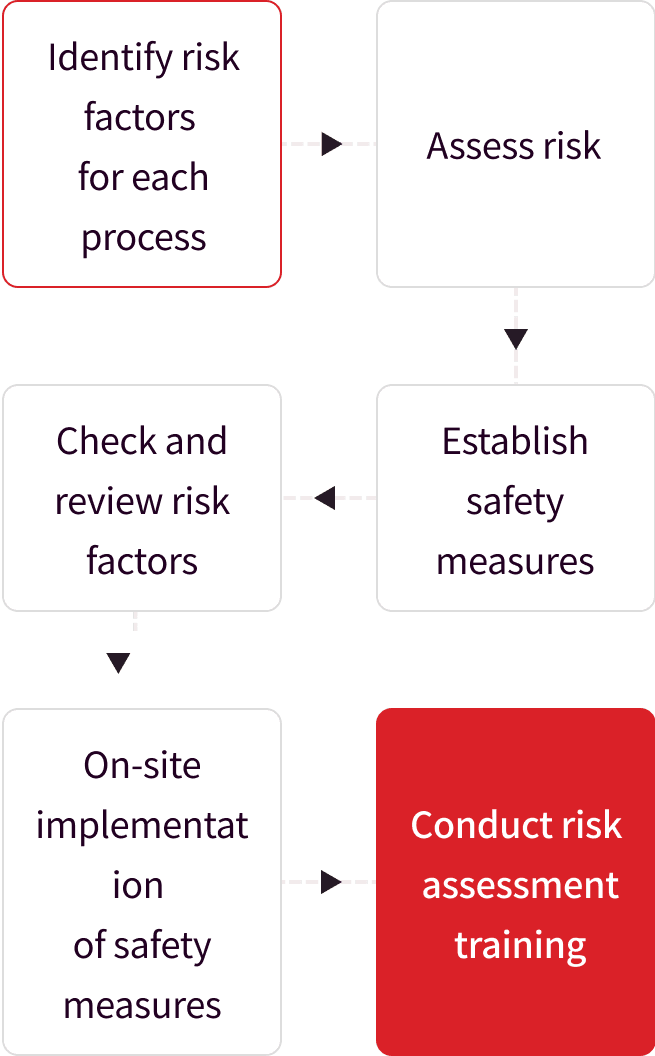 Identify risk
factors
for each
process
Assess risk
Establish
safety
measures
Check and
review risk
factors
On-site
implementat
ion
of safety
measures
Conduct risk
assessment
training